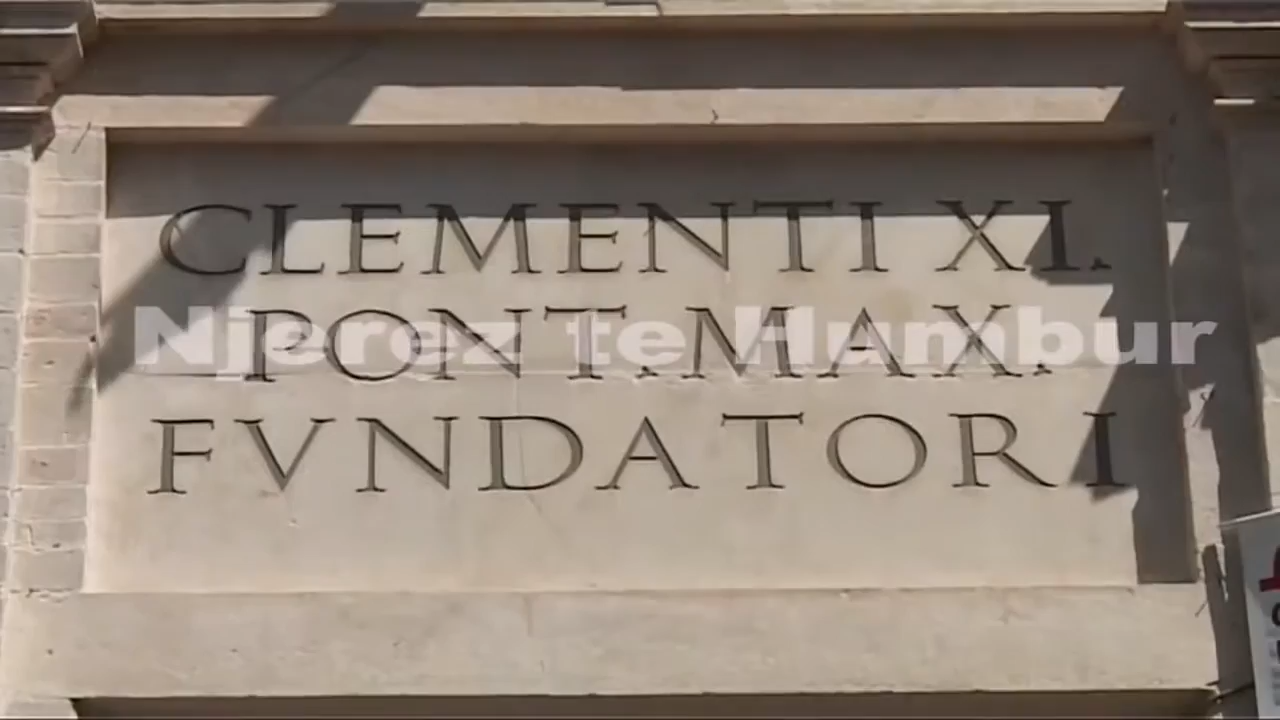 CLEMENTI XI.
PONT. MAX.
Njerez te Humbur
FVNDATORI